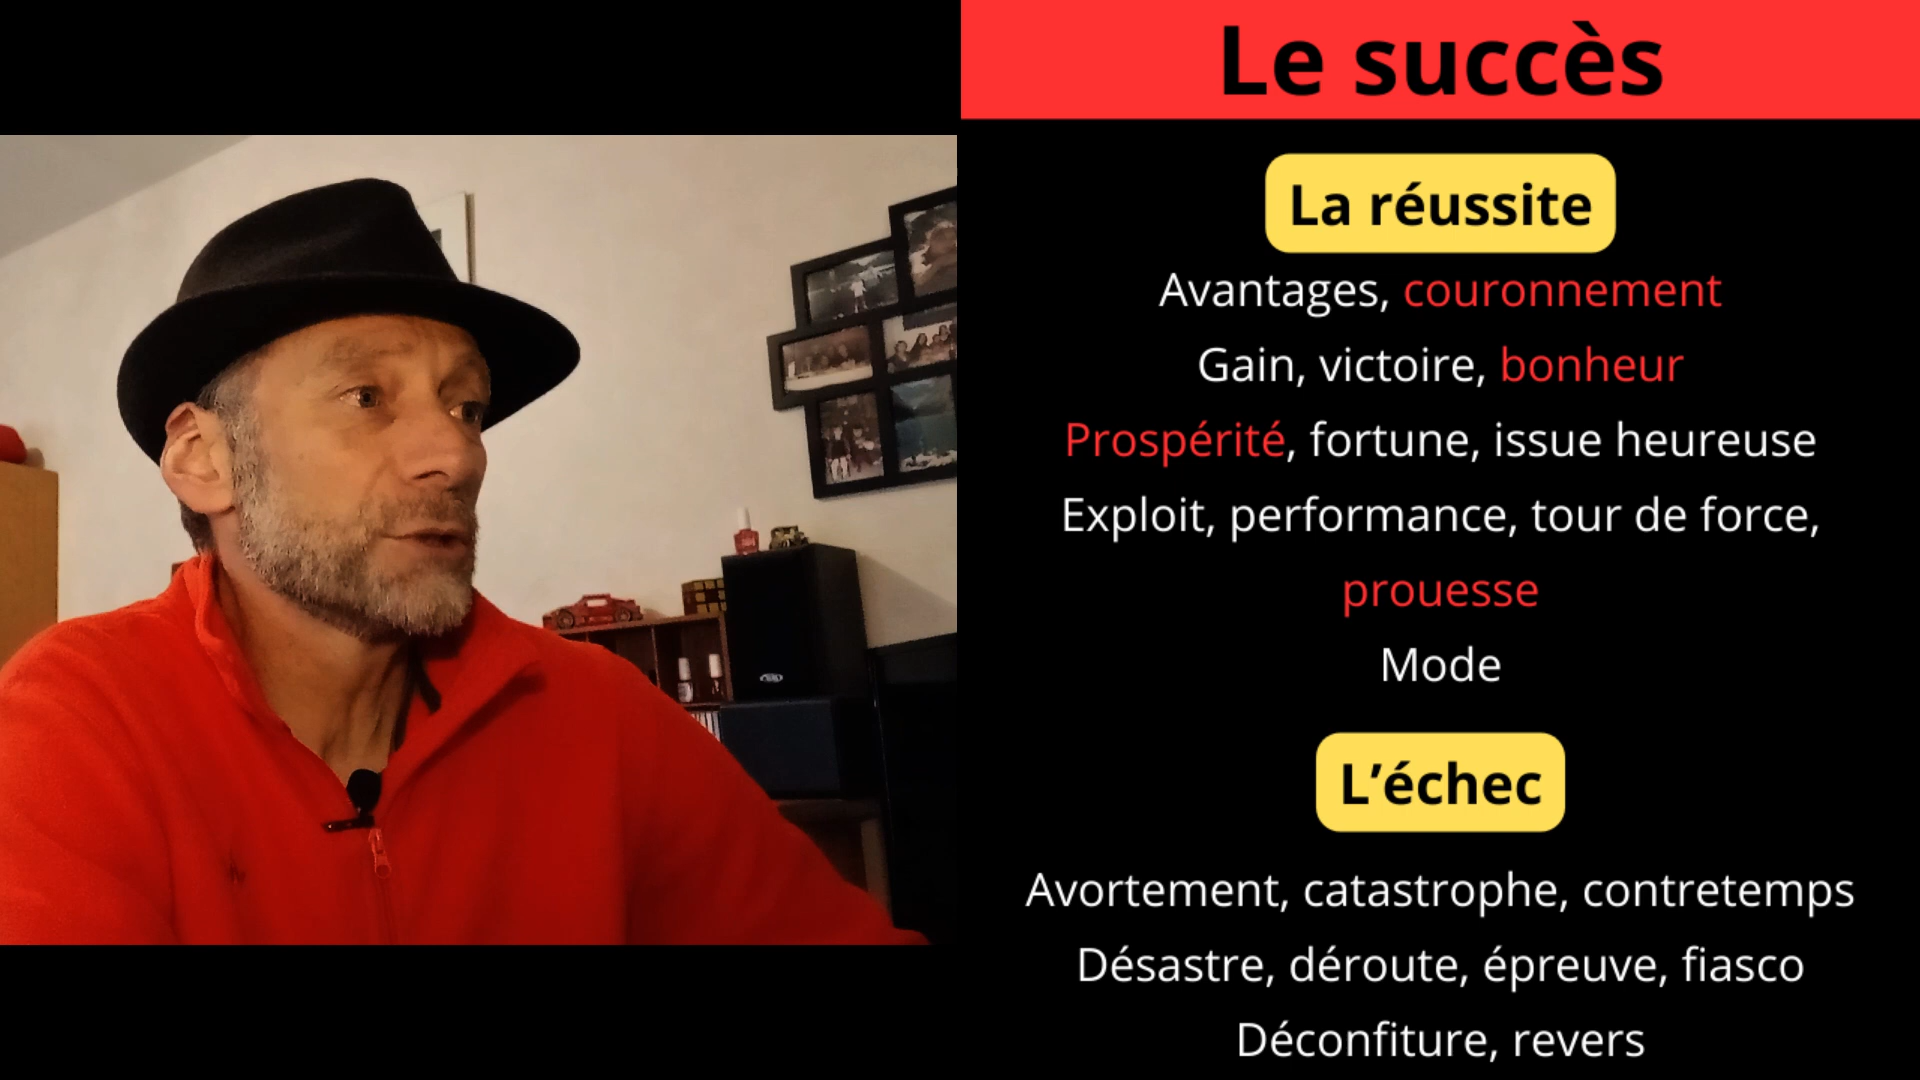 Le succès
La réussite
Avantages, couronnement
Gain, victoire, bonheur
Prospérité, fortune, issue heureuse
Exploit, performance, tour de force,
prouesse
Mode
L’échec
Avortement, catastrophe, contretemps
Désastre, déroute, épreuve, fiasco
Déconfiture, revers